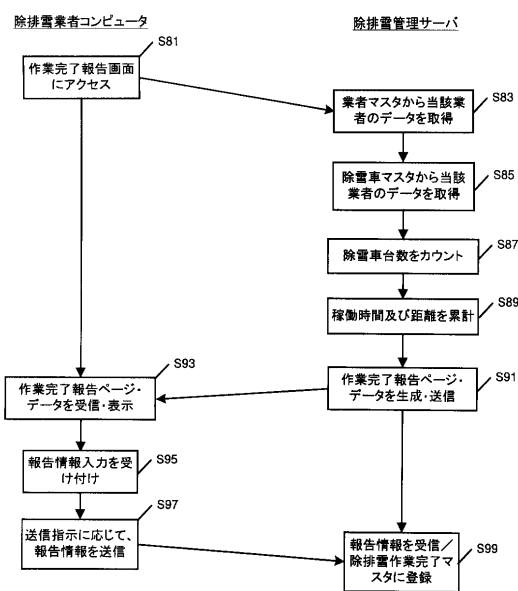 除排雪業者コンピュータ
除排雪管理サーバ
S81
作業完了報告画面
にアクセス
S83
業者マスタから当該業
者のデータを取得
S85
除雪車マスタから当該
業者のデータを取得
S87
除雪車台数をカウント
S89
稼働時間及び距離を累計
S93
作業完了報告ページ・
データを受信・表示
S91
作業完了報告ページ・
データを生成・送信
S95
報告情報入力を受
け付け
S97
送信指示に応じて、
報告情報を送信
S99
報告情報を受信／
除排雪作業完了マ
スタに登録